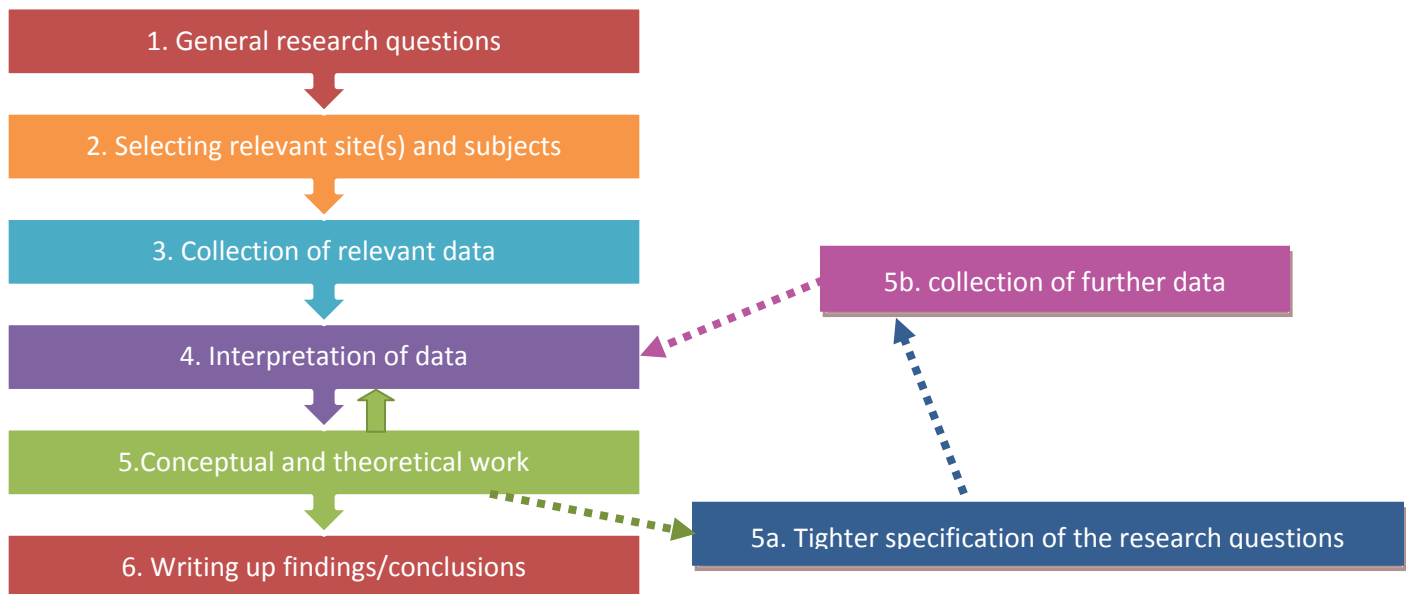 1. General research questions
2. Selecting relevant site(s) and subjects
3. Collection of relevant data
5b. collection of further data
4. Interpretation of data
5.Conceptual and theoretical work
5a. Tighter specification of the research questions
6. Writing up findings/conclusions